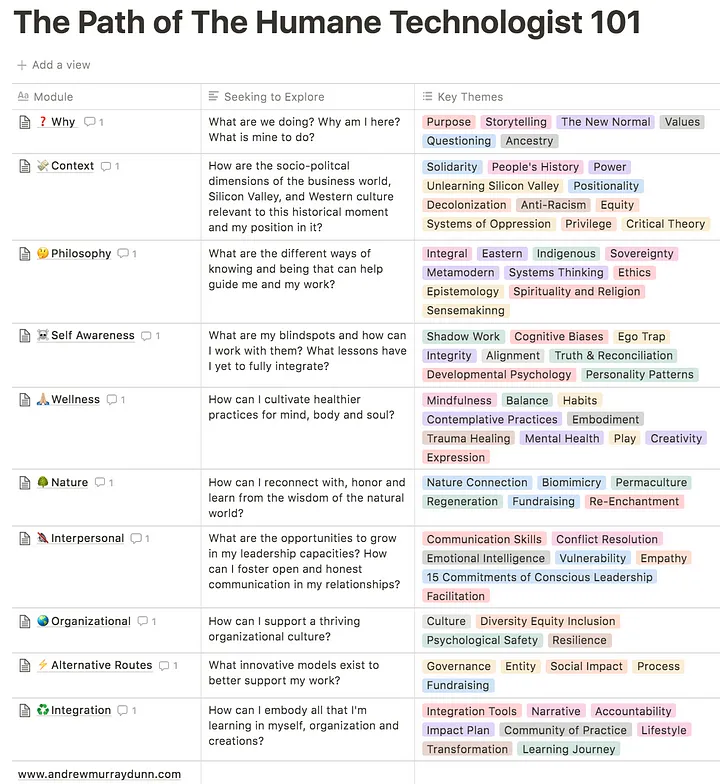 The Path of The Humane Technologist 101
+ Add a view
Aa Module
Seeking to Explore
Key Themes
❓ Why 1
What are we doing? Why am I here?
What is mine to do?
Purpose Storytelling The New Normal Values
Questioning Ancestry
💸 Context 1
How are the socio-politcal
dimensions of the business world,
Silicon Valley, and Western culture
relevant to this historical moment
and my position in it?
Solidarity People's History Power
Unlearning Silicon Valley Positionality
Decolonization Anti-Racism Equity
Systems of Oppression Privilege Critical Theory
🤔 Philosophy 1
What are the different ways of
knowing and being that can help
guide me and my work?
Integral Eastern Indigenous Sovereignty
Metamodern Systems Thinking Ethics
Epistemology Spirituality and Religion
Sensemakinng
☠️ Self Awareness 1
What are my blindspots and how can
I work with them? What lessons have
I yet to fully integrate?
Shadow Work Cognitive Biases Ego Trap
Integrity Alignment Truth & Reconciliation
Developmental Psychology Personality Patterns
🙏🏼 Wellness 1
How can I cultivate healthier
practices for mind, body and soul?
Mindfulness Balance Habits
Contemplative Practices Embodiment
Trauma Healing Mental Health Play Creativity
Expression
🌳 Nature 1
How can I reconnect with, honor and
learn from the wisdom of the natural
world?
Nature Connection Biomimicry Permaculture
Regeneration Fundraising Re-Enchantment
Interpersonal 1
What are the opportunities to grow
in my leadership capacities? How
can I foster open and honest
communication in my relationships?
Communication Skills Conflict Resolution
Emotional Intelligence Vulnerability Empathy
15 Commitments of Conscious Leadership
Facilitation
🌏 Organizational 1
How can I support a thriving
organizational culture?
Culture Diversity Equity Inclusion
Psychological Safety Resilience
⚡ Alternative Routes 1
What innovative models exist to
better support my work?
Governance Entity Social Impact Process
Fundraising
♻️ Integration 1
How can I embody all that I'm
learning in myself, organization and
creations?
Integration Tools Narrative Accountability
Impact Plan Community of Practice Lifestyle
Transformation Learning Journey
www.andrewmurraydunn.com